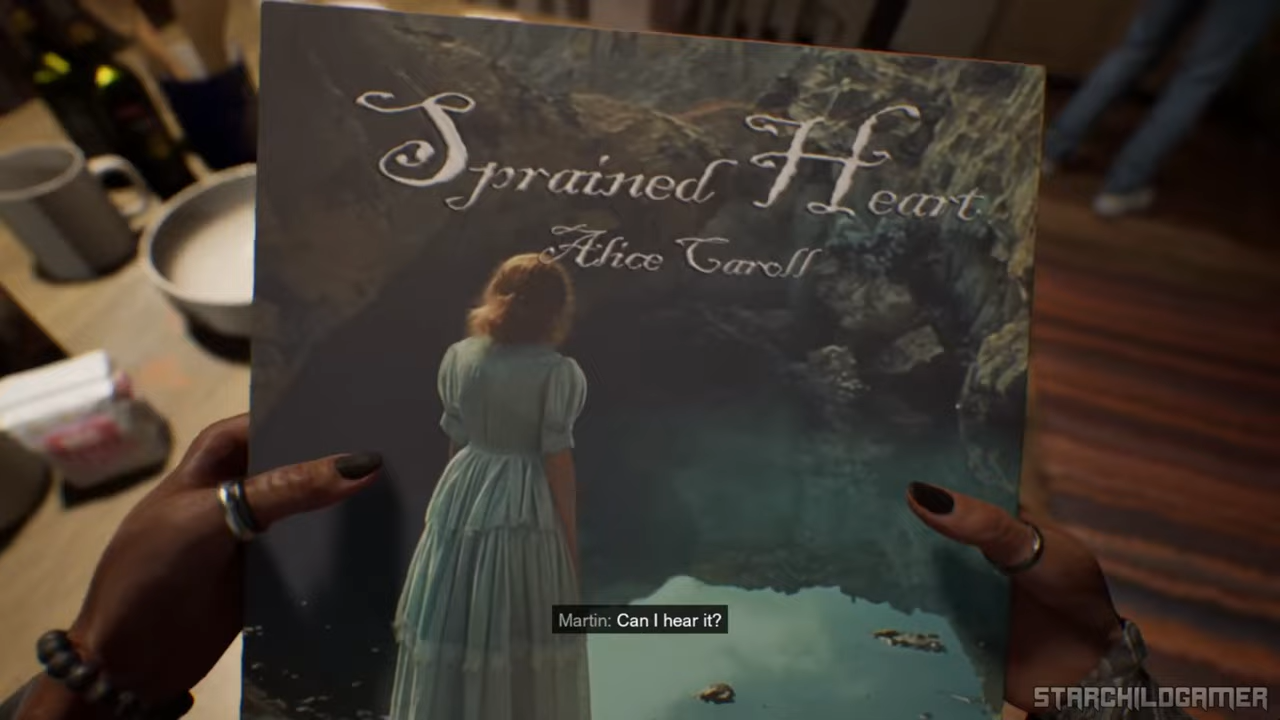 Sprained Heart
Alice Caroll
Martin: Can I hear it?
STARCHILDGAMER